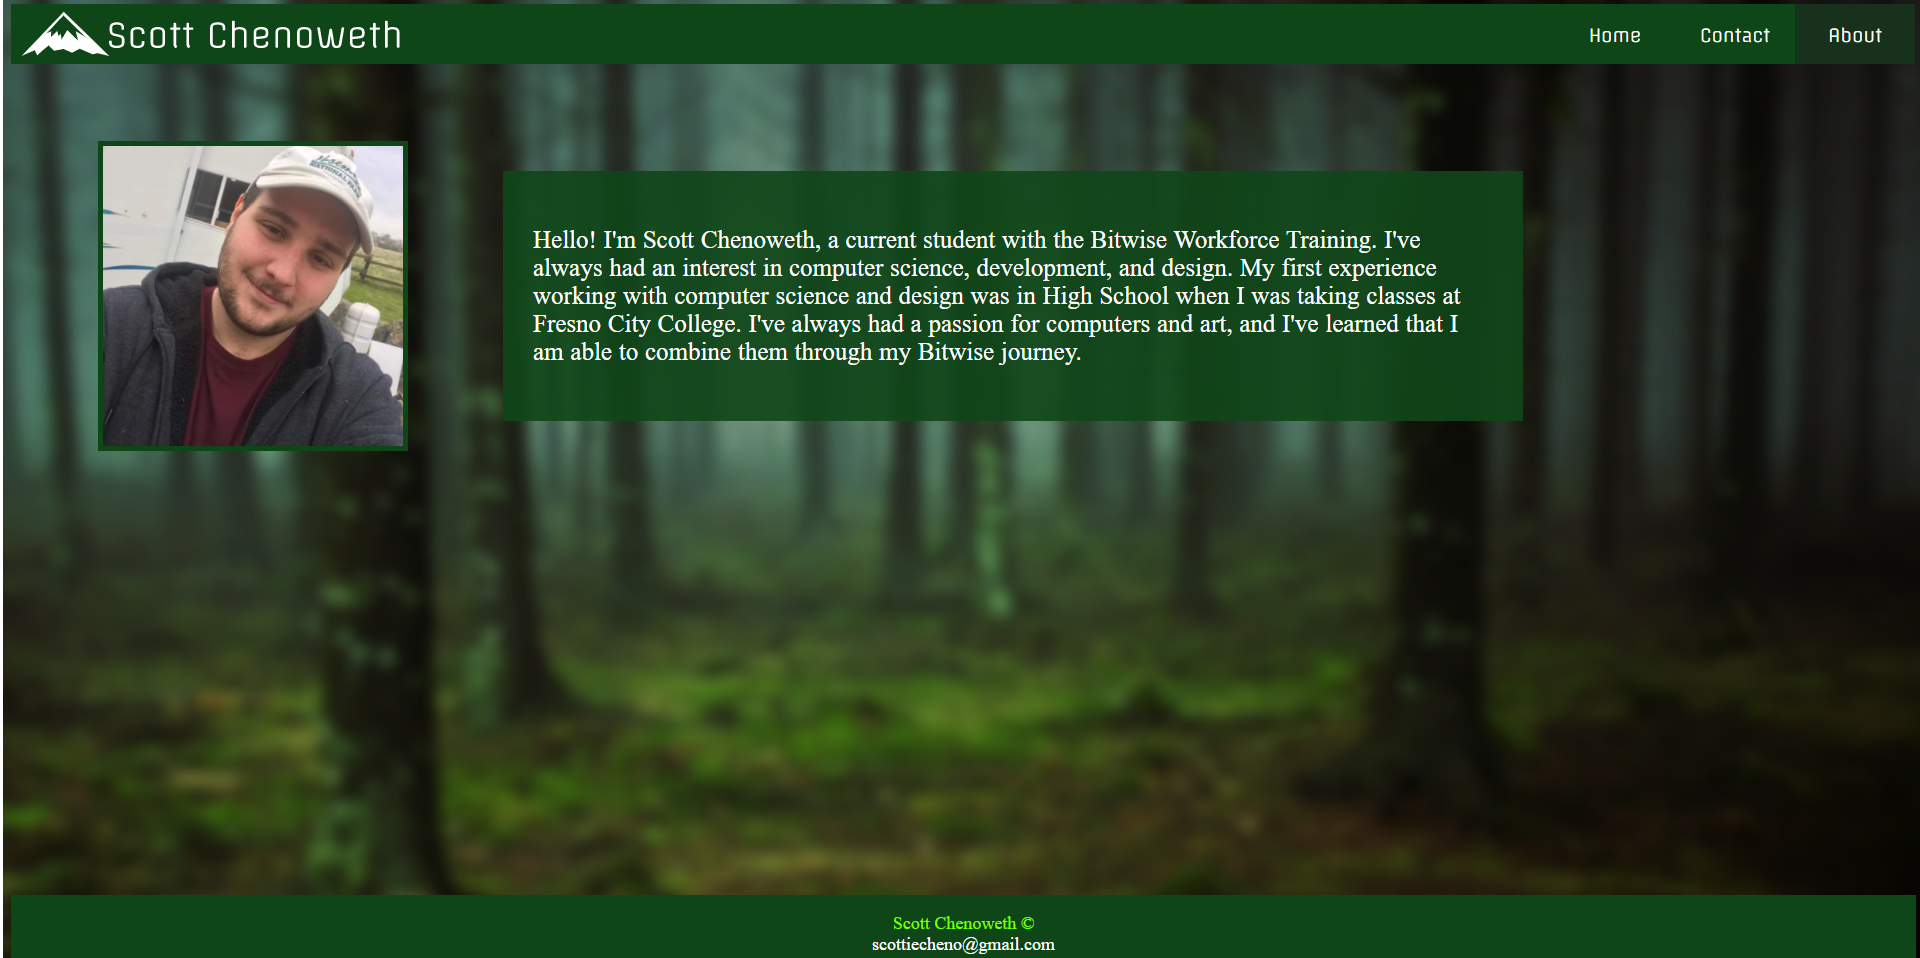 Scott Chenoweth
Home
Contact
About
NATIONAL PARK
Hello! I'm Scott Chenoweth, a current student with the Bitwise Workforce Training. I've
always had an interest in computer science, development, and design. My first experience
working with computer science and design was in High School when I was taking classes at
Fresno City College. I've always had a passion for computers and art, and I've learned that I
am able to combine them through my Bitwise journey.
Scott Chenoweth ©
scottiecheno@gmail.com